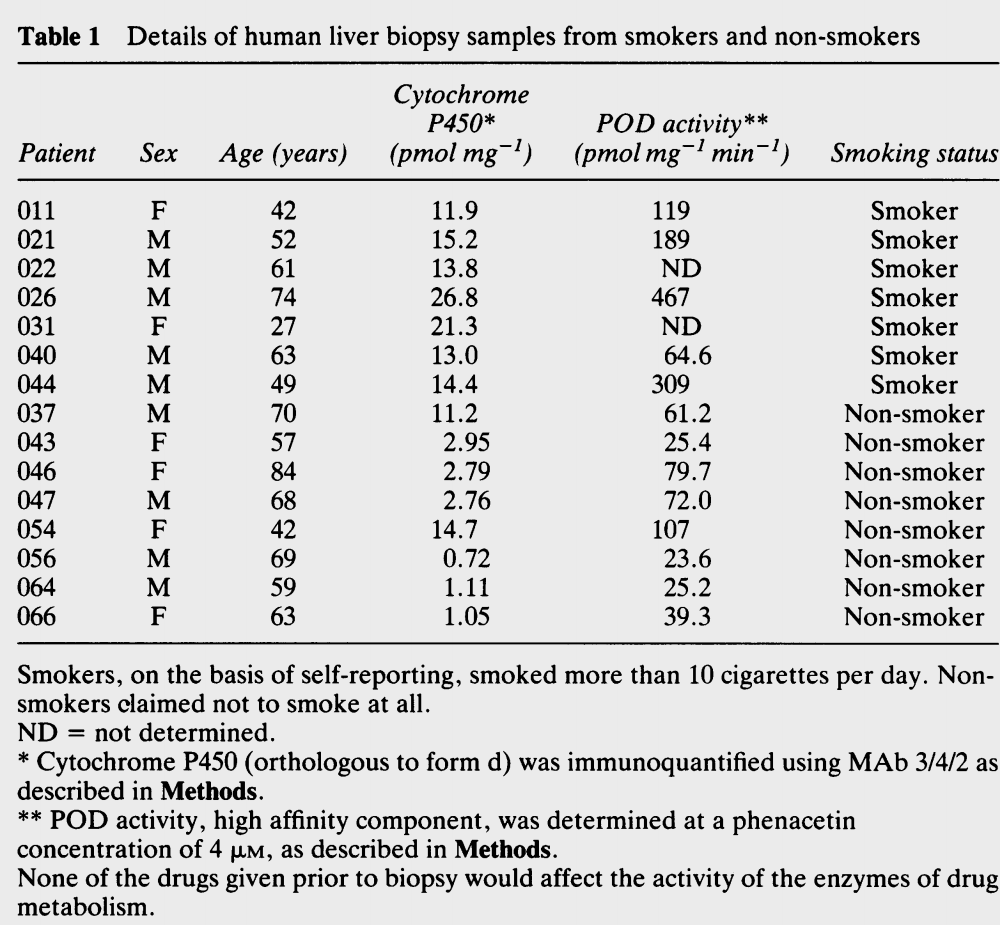 Table 1 Details of human liver biopsy samples from smokers and non-smokers
Cytochrome
P450* POD activity**
Patient Sex Age (years) (pmol mg⁻¹) (pmol mg⁻¹ min⁻¹) Smoking status
011 F 42 11.9 119 Smoker
021 M 52 15.2 189 Smoker
022 M 61 13.8 ND Smoker
026 M 74 26.8 467 Smoker
031 F 27 21.3 ND Smoker
040 M 63 13.0 64.6 Smoker
044 M 49 14.4 309 Smoker
037 M 70 11.2 61.2 Non-smoker
043 F 57 2.95 25.4 Non-smoker
046 F 84 2.79 79.7 Non-smoker
047 M 68 2.76 72.0 Non-smoker
054 F 42 14.7 107 Non-smoker
056 M 69 0.72 23.6 Non-smoker
064 M 59 1.11 25.2 Non-smoker
066 F 63 1.05 39.3 Non-smoker
Smokers, on the basis of self-reporting, smoked more than 10 cigarettes per day. Non-
smokers claimed not to smoke at all.
ND = not determined.
* Cytochrome P450 (orthologous to form d) was immunoquantified using MAb 3/4/2 as
described in Methods.
** POD activity, high affinity component, was determined at a phenacetin
concentration of 4 μM, as described in Methods.
None of the drugs given prior to biopsy would affect the activity of the enzymes of drug
metabolism.